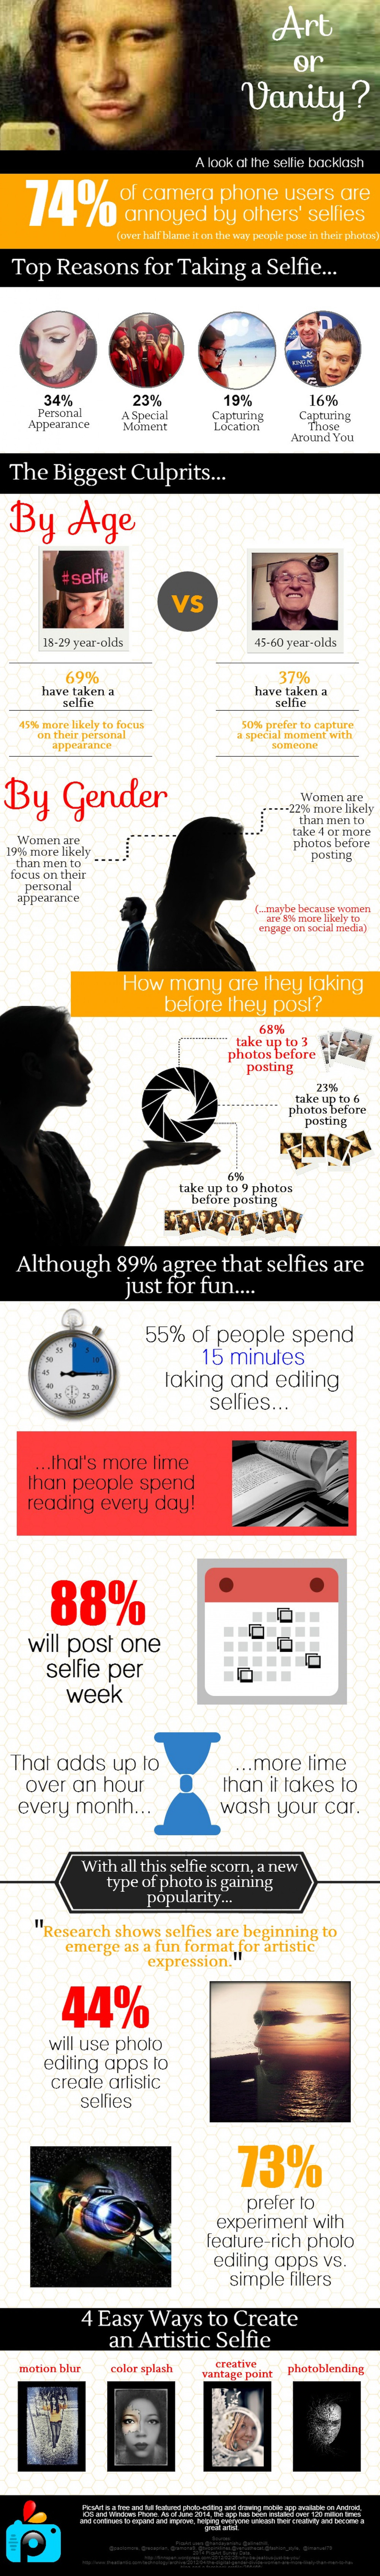 Art
or
Vanity?
A look at the selfie backlash
74% of camera phone users are
annoyed by others' selfies
(over half blame it on the way people pose in their photos)
Top Reasons for Taking a Selfie...
34%
Personal
Appearance
23%
A Special
Moment
19%
Capturing
Location
16%
Capturing
Those
Around You
The Biggest Culprits...
By Age
#selfie
18-29 year-olds
VS
45-60 year-olds
69%
have taken a
selfie
45% more likely to focus
on their personal
appearance
37%
have taken a
selfie
50% prefer to capture
a special moment with
someone
By Gender
Women are
19% more likely
than men to
focus on their
personal
appearance
Women are
22% more likely
than men to
take 4 or more
photos before
posting
(...maybe because women
are 8% more likely to
engage on social media)
How many are they taking
before they post?
68%
take up to 3
photos before
posting
23%
take up to 6
photos before
posting
6%
take up to 9 photos
before posting
Although 89% agree that selfies are
just for fun....
55% of people spend
15 minutes
taking and editing
selfies...
...that's more time
than people spend
reading every day!
88%
will post one
selfie per
week
That adds up to
over an hour
every month...
...more time
than it takes to
wash your car.
With all this selfie scorn, a new
type of photo is gaining
popularity...
"Research shows selfies are beginning to
emerge as a fun format for artistic
expression."
44%
will use photo
editing apps to
create artistic
selfies
73%
prefer to
experiment with
feature-rich photo
editing apps vs.
simple filters
4 Easy Ways to Create
an Artistic Selfie
motion blur
color splash
creative
vantage point
photoblending
PicsArt is a free and full featured photo-editing and drawing mobile app available on Android,
iOS and Windows Phone. As of June 2014, the app has been installed over 120 million times
and continues to expand and improve, helping everyone unleash their creativity and become a
great artist.
Sources:
2014 PicsArt Survey Data,